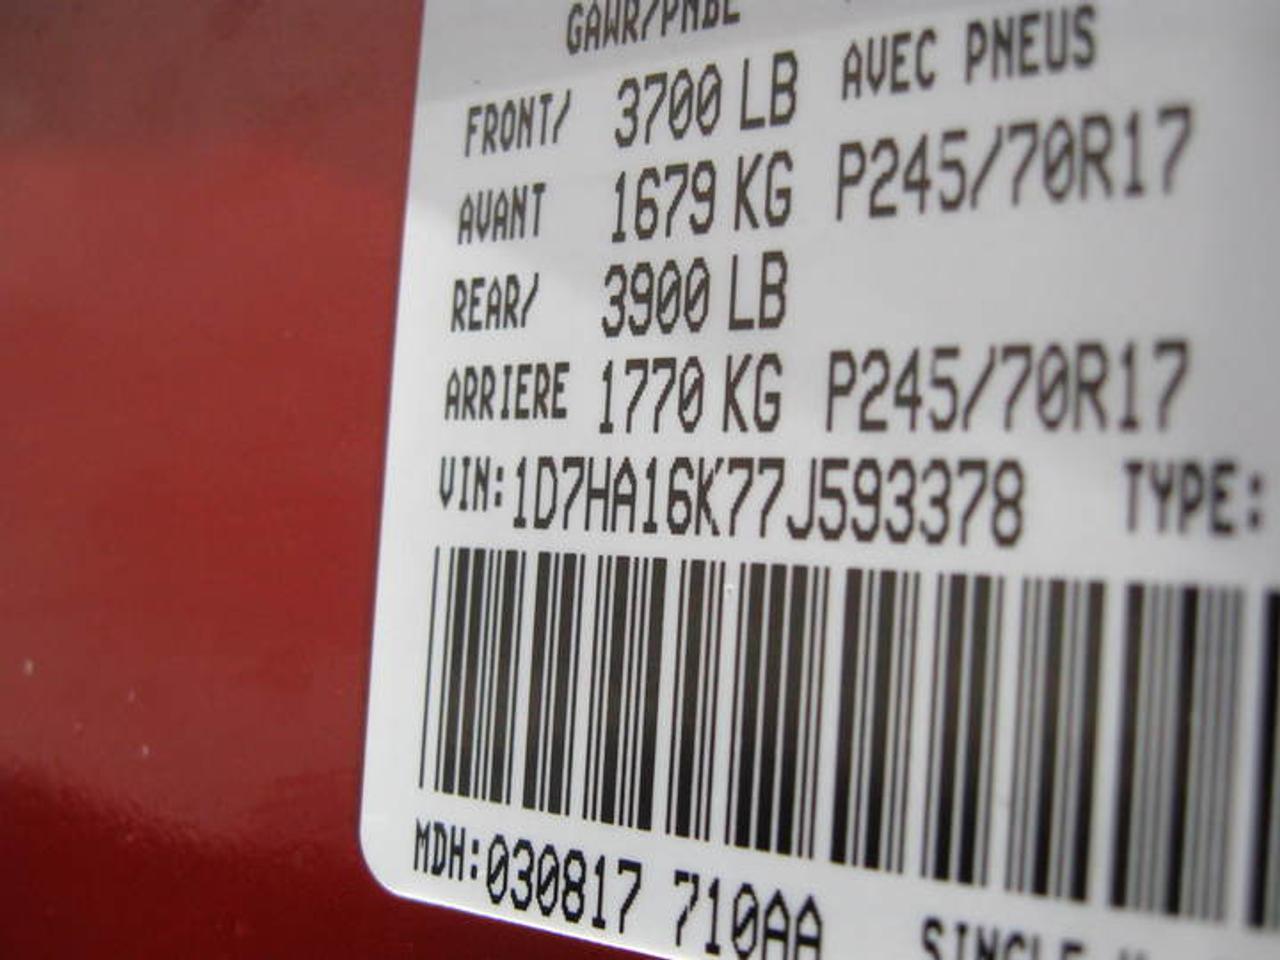 GAWR/PNBE
FRONT/ 3700 LB AVEC PNEUS
AVANT 1679 KG P245/70R17
REAR/ 3900 LB
ARRIERE 1770 KG P245/70R17
VIN:1D7HA16K77J593378 TYPE:
MDH:030817 710AA
SINGLE